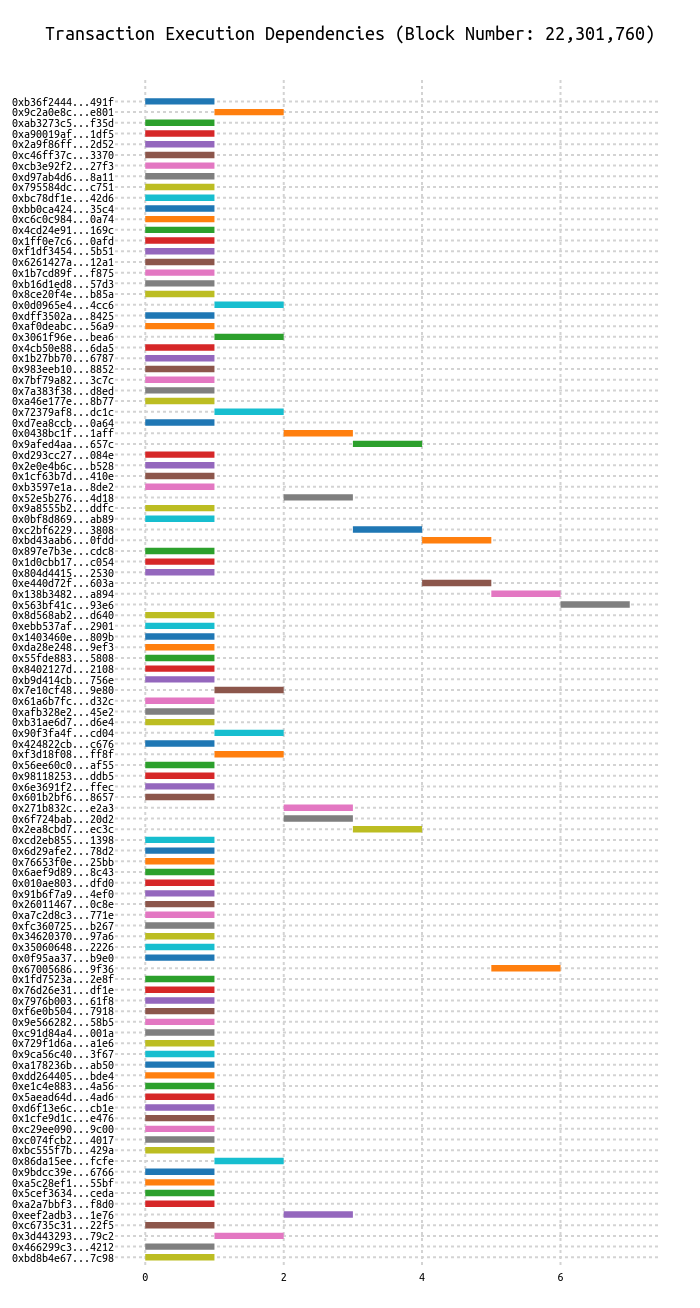 Transaction Execution Dependencies (Block Number: 22,301,760)
0xb36f2444...491f
0x9c2a0e8c...e801
0xab3273c5...f35d
0xa90019af...1df5
0x2a9f86ff...2d52
0xc46ff37c...3370
0xcb3e92f2...27f3
0xd97ab4d6...8a11
0x795584dc...c751
0xbc78df1e...42d6
0xbb0ca424...35c4
0xc6c0c984...0a74
0x4cd24e91...169c
0x1ff0e7c6...0afd
0xf1df3454...5b51
0x6261427a...12a1
0x1b7cd89f...f875
0xb16d1ed8...57d3
0x8ce20f4e...b85a
0x0d0965e4...4cc6
0xdff3502a...8425
0xaf0deabc...56a9
0x3061f96e...bea6
0x4cb50e88...6da5
0x1b27bb70...6787
0x983eeb10...8852
0x7bf79a82...3c7c
0x7a383f38...d8ed
0xa46e177e...8b77
0x72379af8...dc1c
0xd7ea8ccb...0a64
0x0438bc1f...1aff
0x9afed4aa...657c
0xd293cc27...084e
0x2e0e4b6c...b528
0x1cf63b7d...410e
0xb3597e1a...8de2
0x52e5b276...4d18
0x9a8555b2...ddfc
0x0bf8d869...ab89
0xc2bf6229...3808
0xbd43aab6...0fdd
0x897e7b3e...cdc8
0x1d0cbb17...c054
0x804d4415...2530
0xe440d72f...603a
0x138b3482...a894
0x563bf41c...93e6
0x8d568ab2...d640
0xebb537af...2901
0x1403460e...809b
0xda28e248...9ef3
0x55fde883...5808
0x8402127d...2108
0xb9d414cb...756e
0x7e10cf48...9e80
0x61a6b7fc...d32c
0xafb328e2...45e2
0xb31ae6d7...d6e4
0x90f3fa4f...cd04
0x424822cb...c676
0xf3d18f08...ff8f
0x56ee60c0...af55
0x98118253...ddb5
0x6e3691f2...ffec
0x601b2bf6...8657
0x271b832c...e2a3
0x6f724bab...20d2
0x2ea8cbd7...ec3c
0xcd2eb855...1398
0x6d29afe2...78d2
0x76653f0e...25bb
0x6aef9d89...8c43
0x010ae803...dfd0
0x91b6f7a9...4ef0
0x26011467...0c8e
0xa7c2d8c3...771e
0xfc360725...b267
0x34620370...97a6
0x35060648...2226
0x0f95aa37...b9e0
0x67005686...9f36
0x1fd7523a...2e8f
0x76d26e31...df1e
0x7976b003...61f8
0xf6e0b504...7918
0x9e566282...58b5
0xc91d84a4...001a
0x729f1d6a...a1e6
0x9ca56c40...3f67
0xa178236b...ab50
0xdd264405...bde4
0xe1c4e883...4a56
0x5aead64d...4ad6
0xd6f13e6c...cb1e
0x1cfe9d1c...e476
0xc29ee090...9c00
0xc074fcb2...4017
0xbc555f7b...429a
0x86da15ee...fcfe
0x9bdcc39e...6766
0xa5c28ef1...55bf
0x5cef3634...ceda
0xa2a7bbf3...f8d0
0xeef2adb3...1e76
0xc6735c31...22f5
0x3d443293...79c2
0x466299c3...4212
0xbd8b4e67...7c98
0 2 4 6